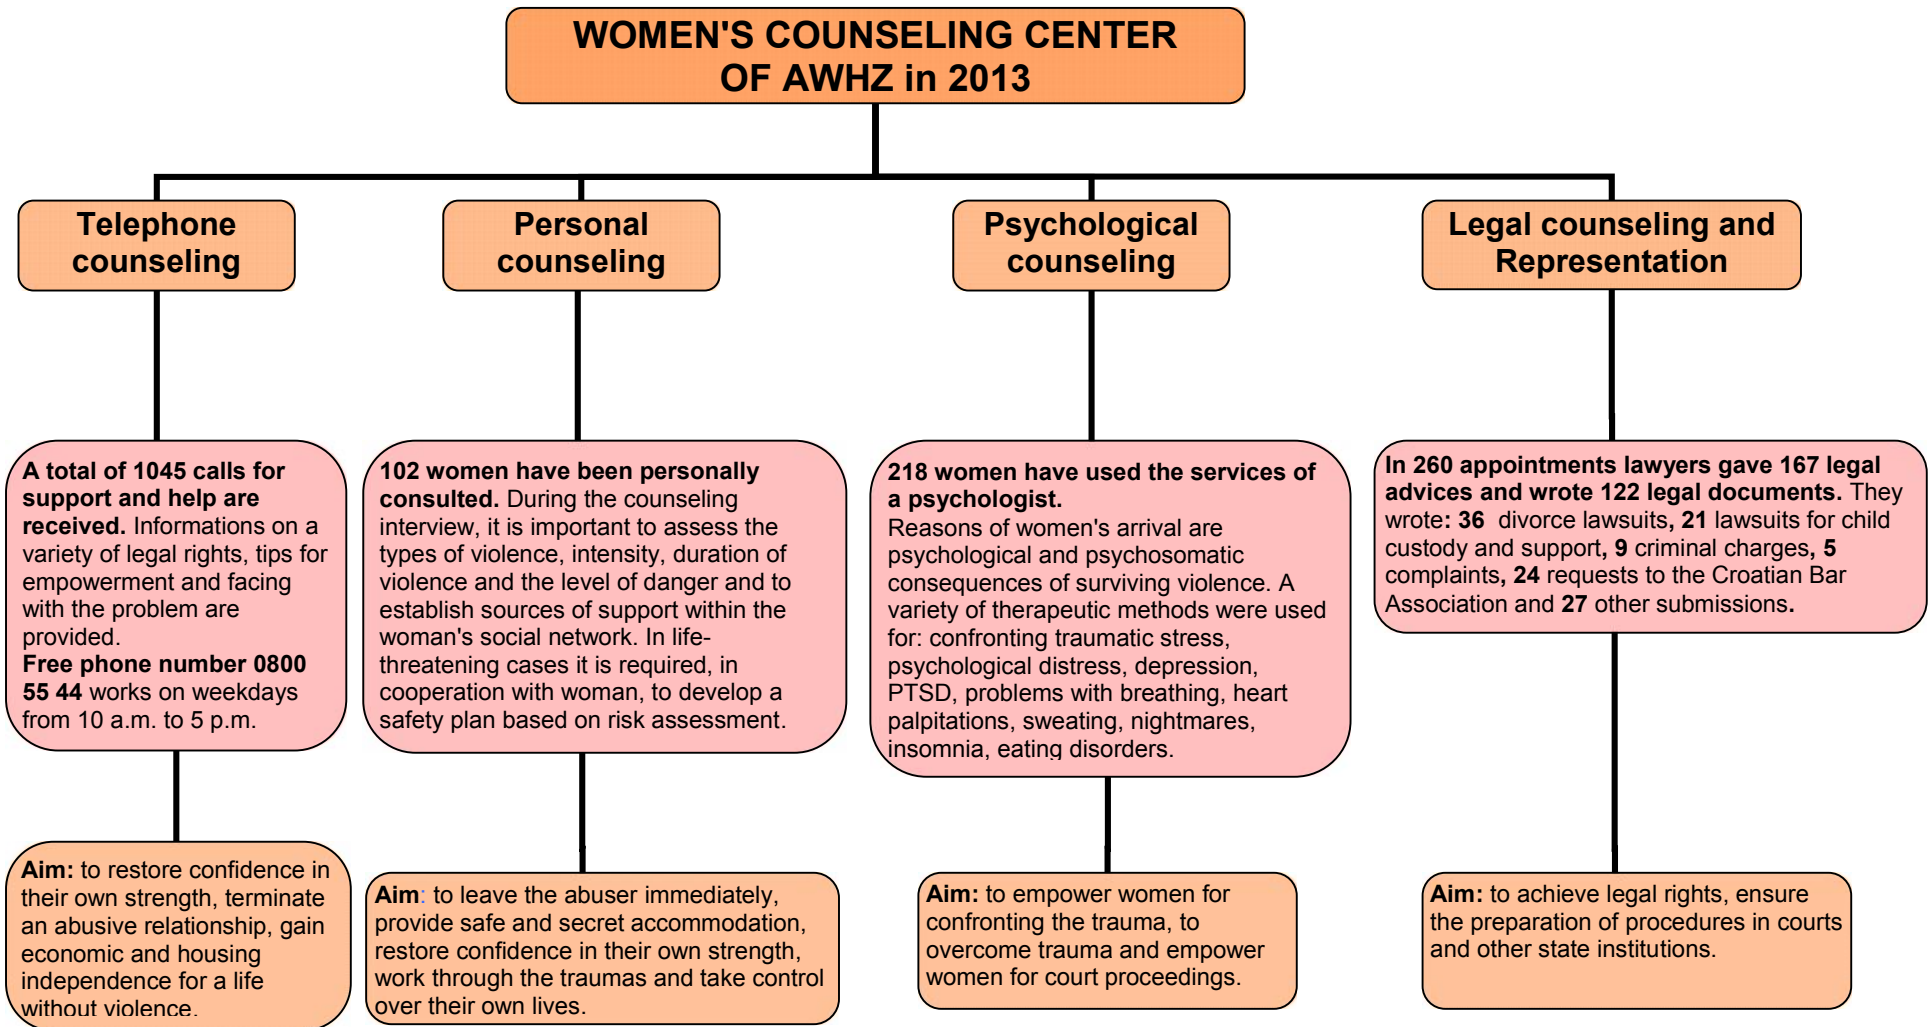 WOMEN'S COUNSELING CENTER
OF AWHZ in 2013
Telephone
counseling
Personal
counseling
Psychological
counseling
Legal counseling and
Representation
A total of 1045 calls for
support and help are
received. Informations on a
variety of legal rights, tips for
empowerment and facing
with the problem are
provided.
Free phone number 0800
55 44 works on weekdays
from 10 a.m. to 5 p.m.
102 women have been personally
consulted. During the counseling
interview, it is important to assess the
types of violence, intensity, duration of
violence and the level of danger and to
establish sources of support within the
woman's social network. In life-
threatening cases it is required, in
cooperation with woman, to develop a
safety plan based on risk assessment.
218 women have used the services of
a psychologist.
Reasons of women's arrival are
psychological and psychosomatic
consequences of surviving violence. A
variety of therapeutic methods were used
for: confronting traumatic stress,
psychological distress, depression,
PTSD, problems with breathing, heart
palpitations, sweating, nightmares,
insomnia, eating disorders.
In 260 appointments lawyers gave 167 legal
advices and wrote 122 legal documents. They
wrote: 36 divorce lawsuits, 21 lawsuits for child
custody and support, 9 criminal charges, 5
complaints, 24 requests to the Croatian Bar
Association and 27 other submissions.
Aim: to restore confidence in
their own strength, terminate
an abusive relationship, gain
economic and housing
independence for a life
without violence.
Aim: to leave the abuser immediately,
provide safe and secret accommodation,
restore confidence in their own strength,
work through the traumas and take control
over their own lives.
Aim: to empower women for
confronting the trauma, to
overcome trauma and empower
women for court proceedings.
Aim: to achieve legal rights, ensure
the preparation of procedures in courts
and other state institutions.